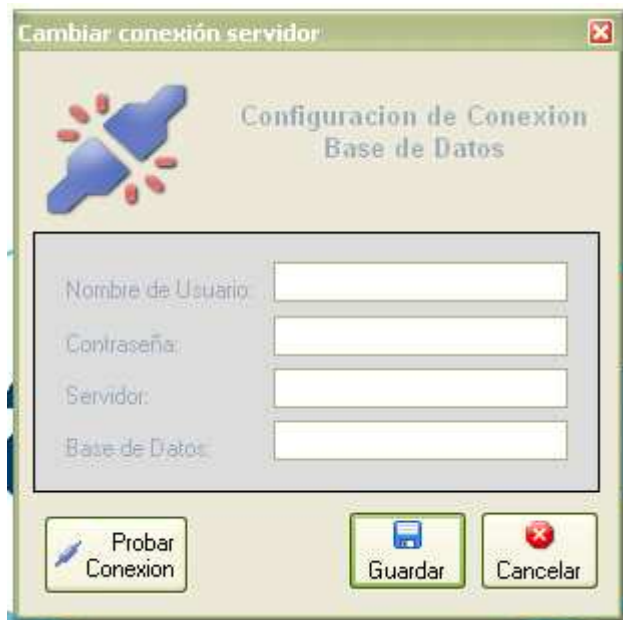 Cambiar conexión servidor
Configuracion de Conexion
Base de Datos
Nombre de Usuario:
Contraseña:
Servidor:
Base de Datos:
Probar
Conexion
Guardar
Cancelar